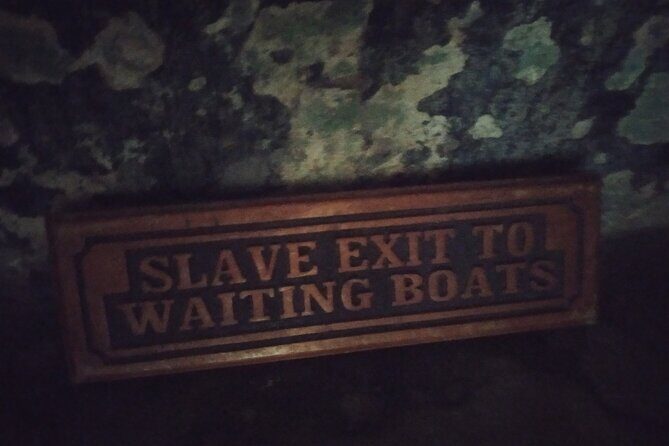 SLAVE EXIT TO
WAITING BOATS